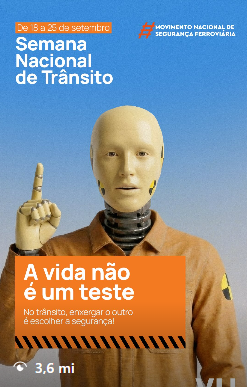 De 18 a 25 de setembro
Semana
Nacional
de Trânsito
MOVIMENTO NACIONAL DE
SEGURANÇA FERROVIÁRIA
A vida não
é um teste
No trânsito, enxergar o outro
é escolher a segurança!
3,6 mi